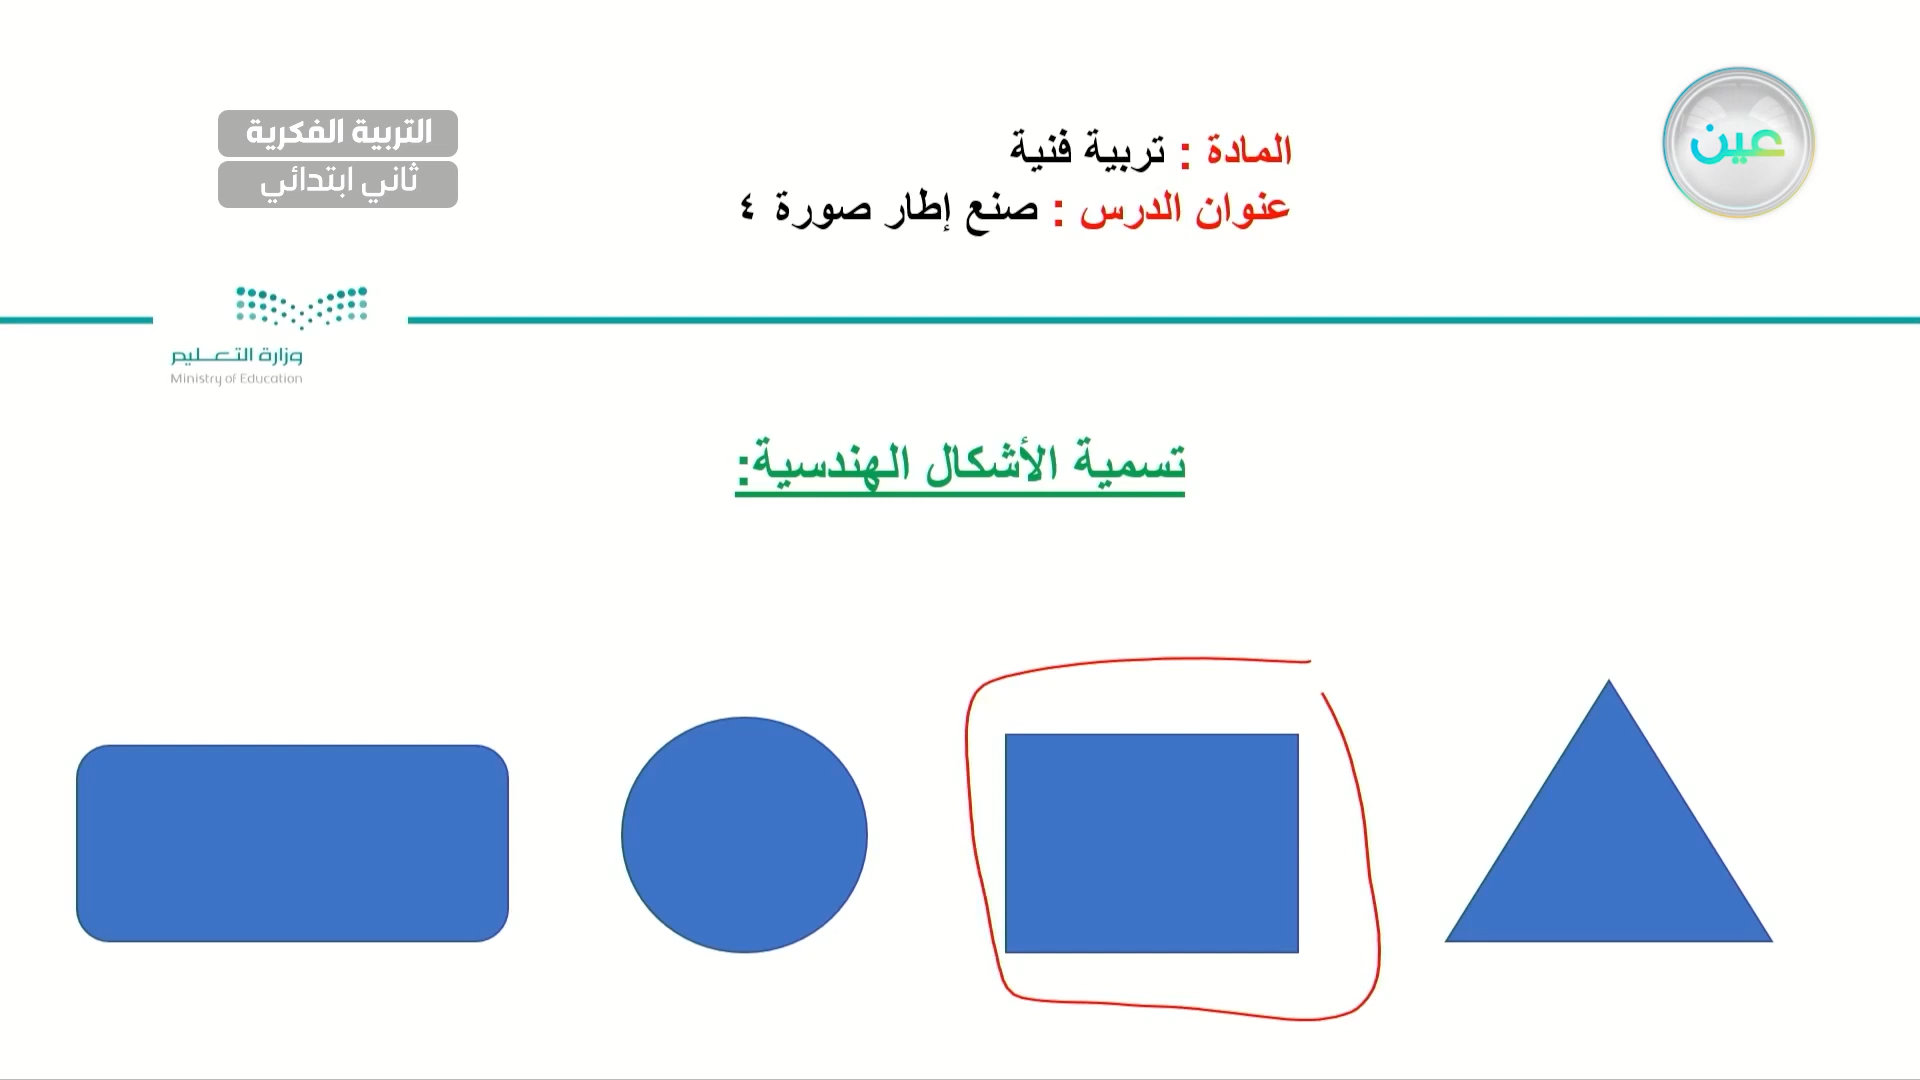 عين
المادة : تربية فنية
عنوان الدرس : صنع إطار صورة ٤
التربية الفكرية
ثاني ابتدائي
وزارة التعليم
Ministry of Education
تسمية الأشكال الهندسية: